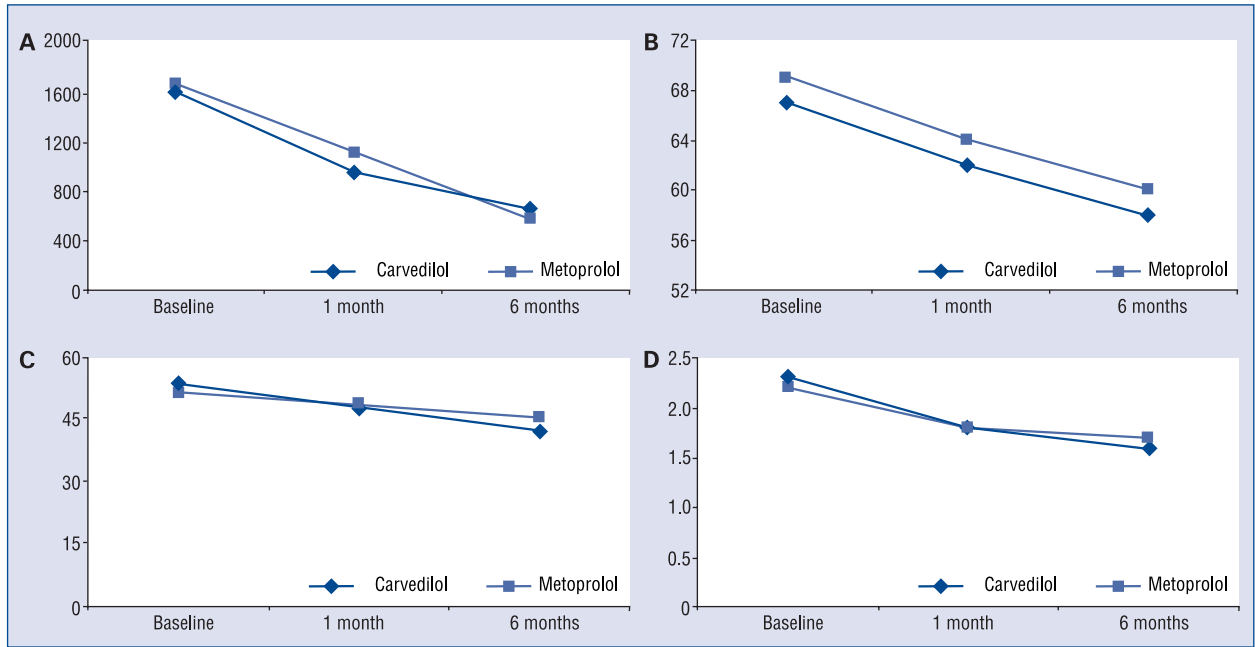 A
2000
1600
1200
800
400
0
Carvedilol Metoprolol
Baseline 1 month 6 months
B
72
68
64
60
56
52
Carvedilol Metoprolol
Baseline 1 month 6 months
C
60
45
30
15
0
Carvedilol Metoprolol
Baseline 1 month 6 months
D
2.5
2.0
1.5
1.0
0.5
0
Carvedilol Metoprolol
Baseline 1 month 6 months